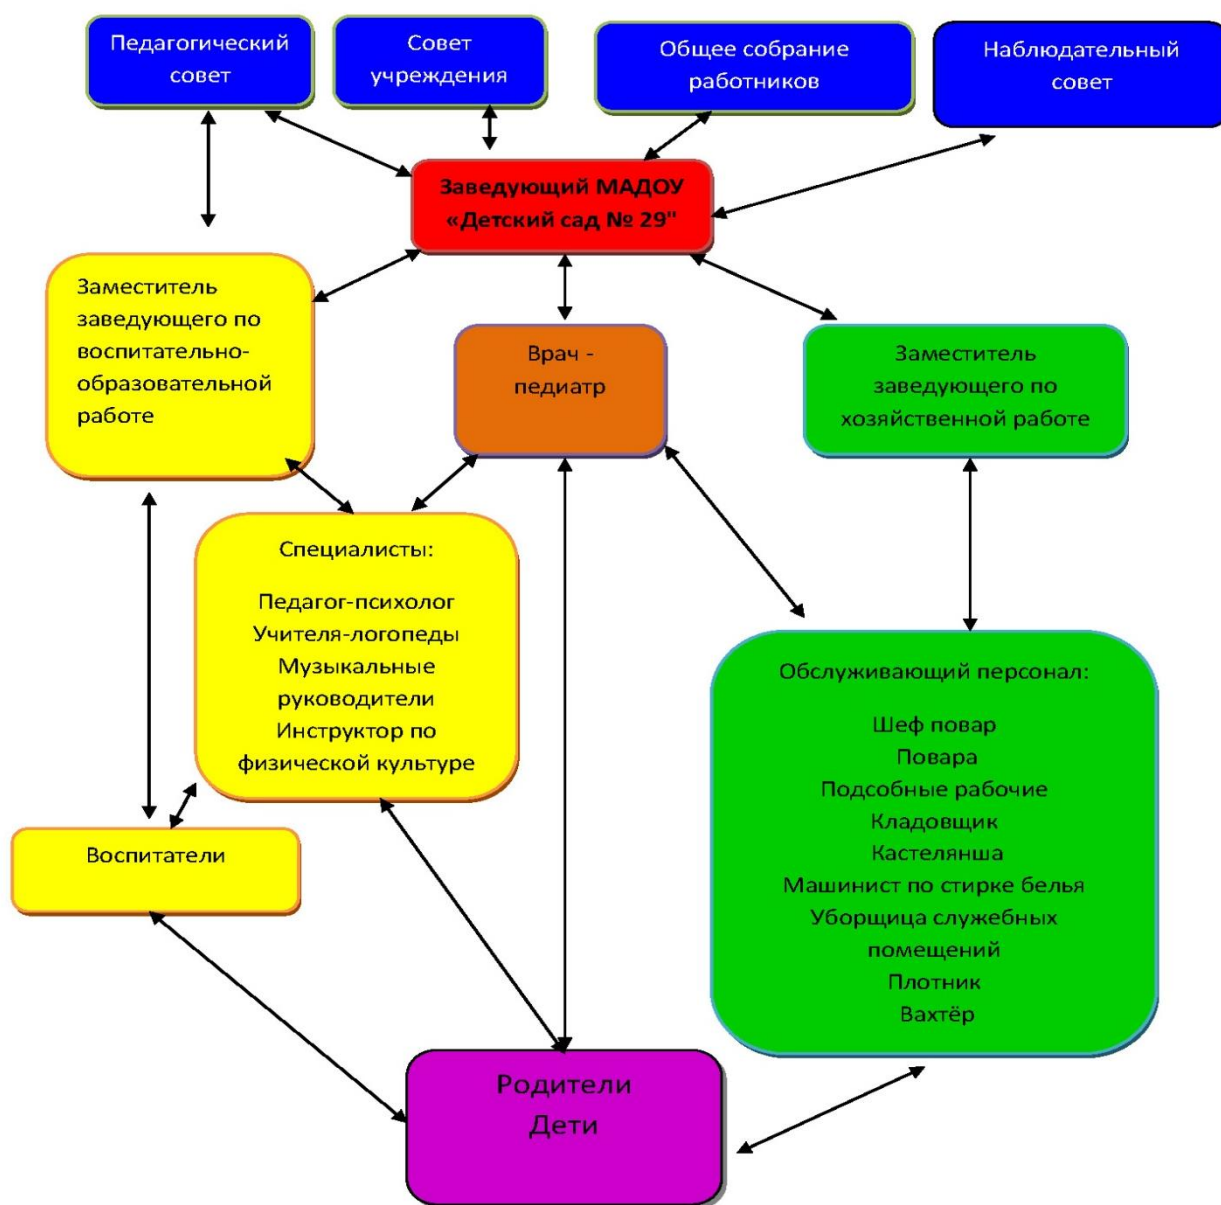 Педагогический
совет
Совет
учреждения
Общее собрание
работников
Наблюдательный
совет
Заведующий МАДОУ
«Детский сад № 29"
Заместитель
заведующего по
воспитательно-
образовательной
работе
Врач -
педиатр
Заместитель
заведующего по
хозяйственной работе
Специалисты:
Педагог-психолог
Учителя-логопеды
Музыкальные
руководители
Инструктор по
физической культуре
Обслуживающий персонал:
Шеф повар
Повара
Подсобные рабочие
Кладовщик
Кастелянша
Машинист по стирке белья
Уборщица служебных
помещений
Плотник
Вахтёр
Воспитатели
Родители
Дети